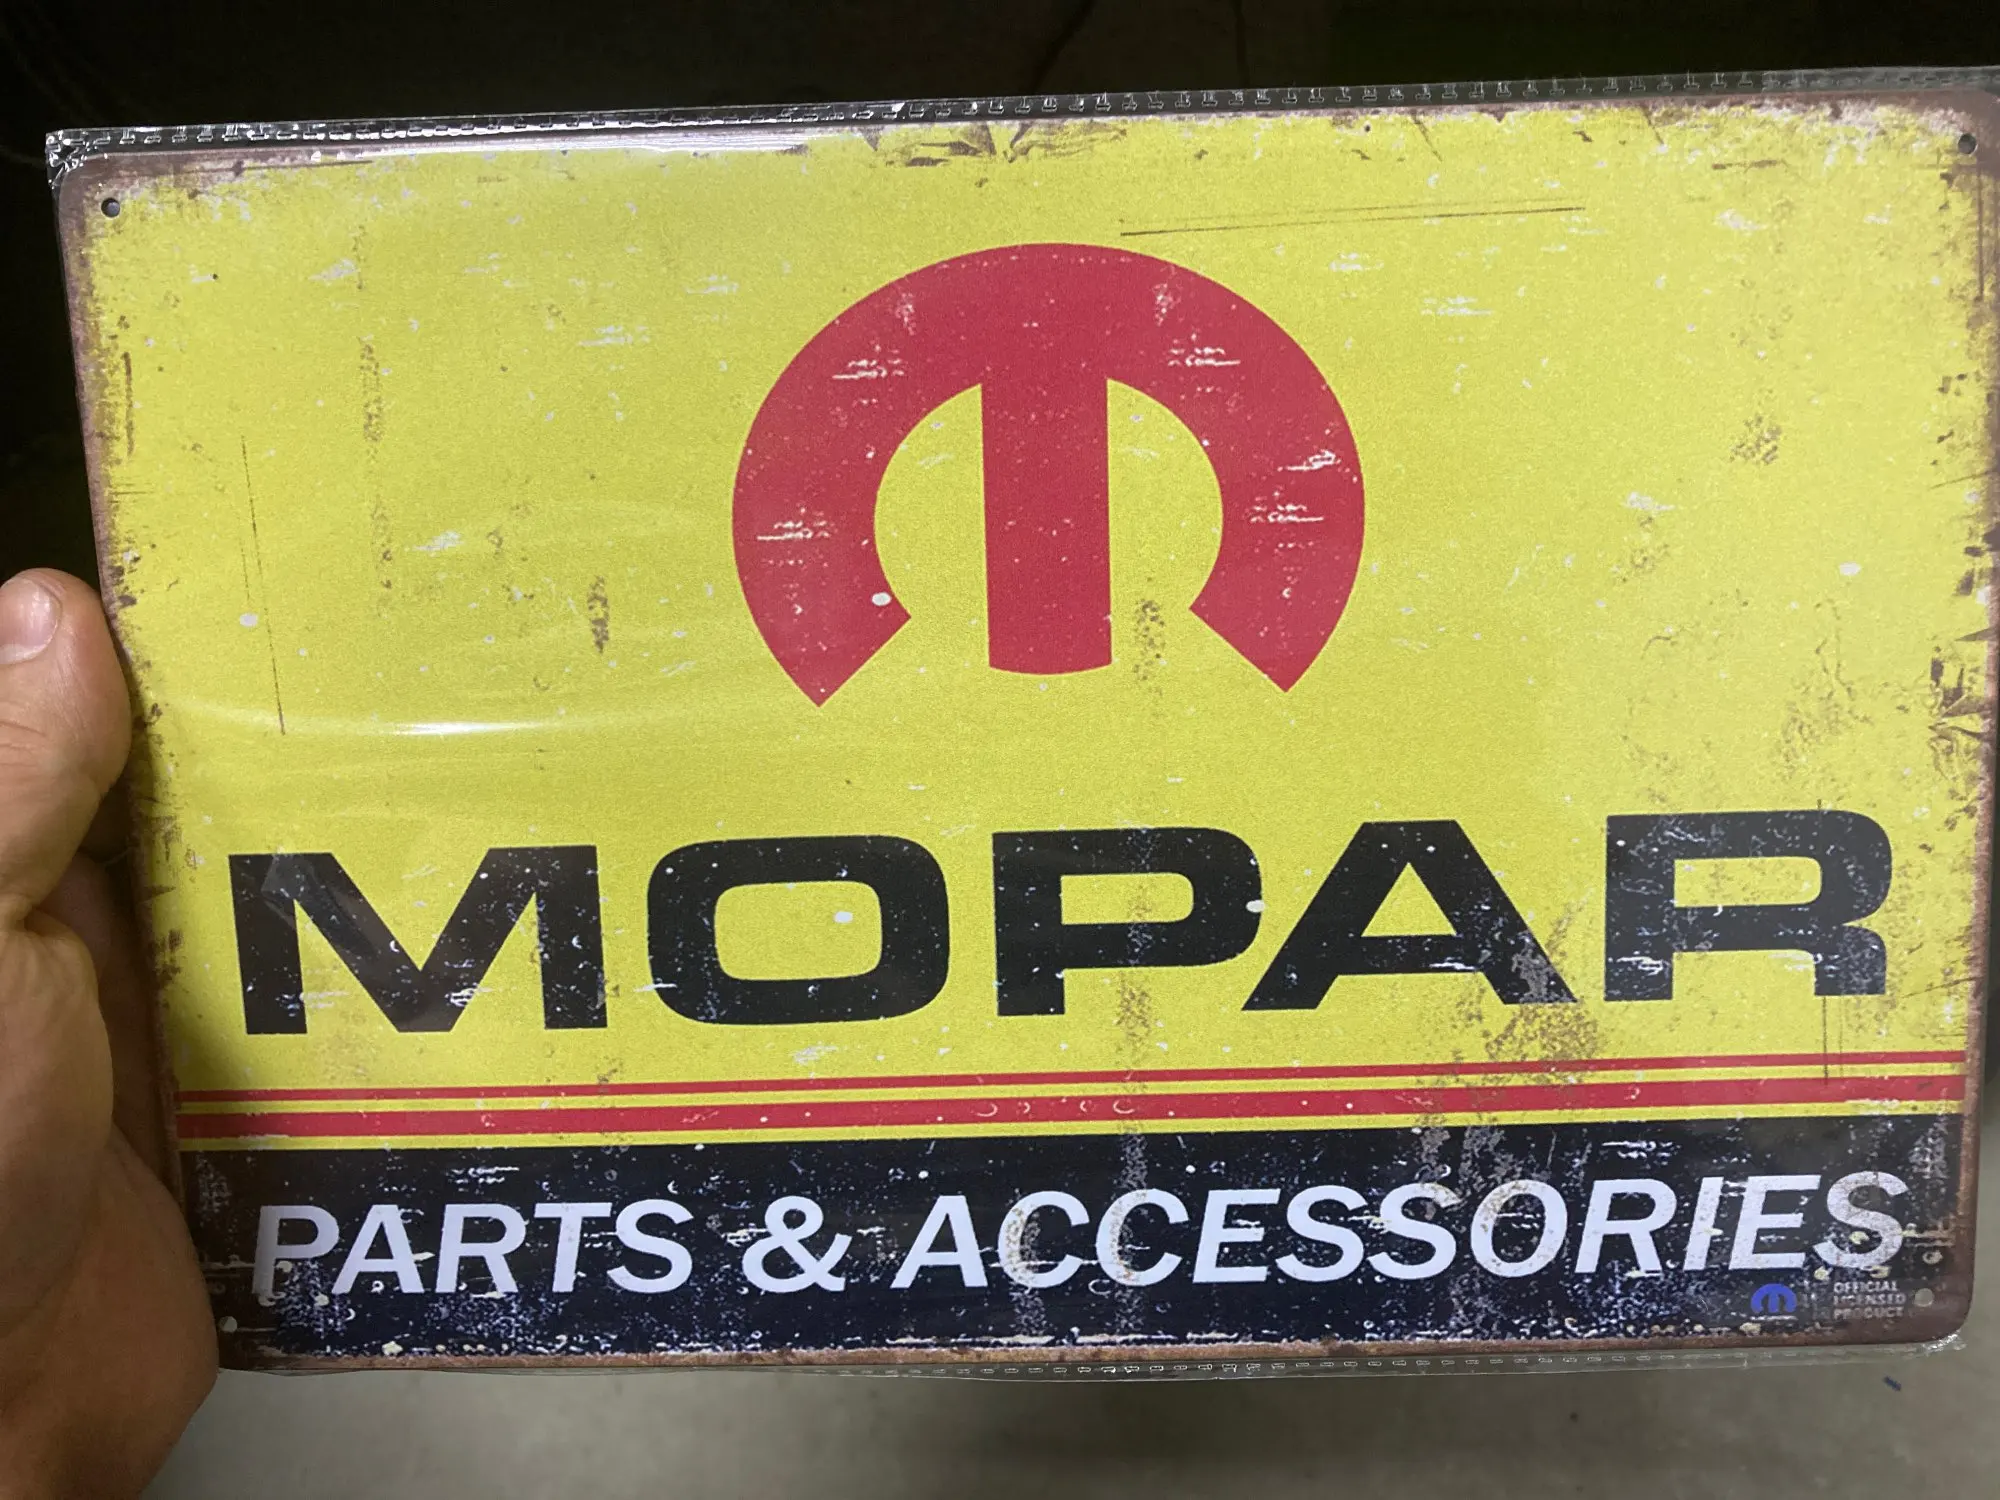 MOPAR
PARTS & ACCESSORIES
OFFICIAL
LICENSED
PRODUCT